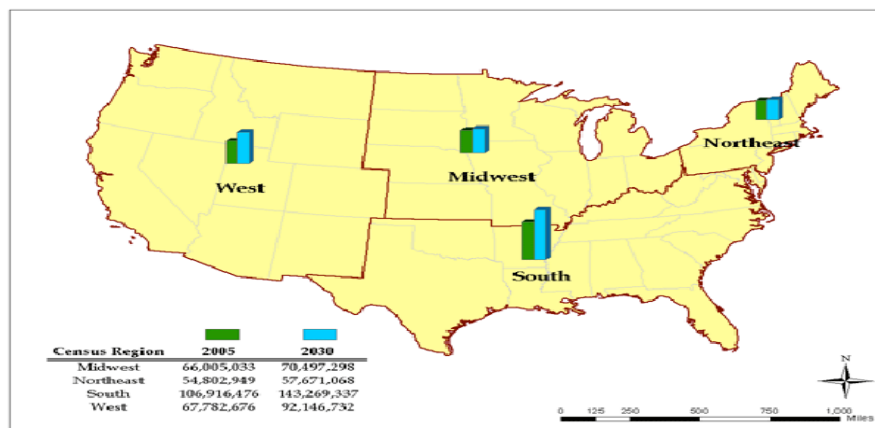 Northeast
Midwest
West
South
Census Region 2005 2030
Midwest 66,005,033 70,497,298
Northeast 54,802,949 57,671,068
South 106,916,476 143,269,337
West 67,782,676 92,146,732
N
0 125 250 500 750 1,000
Miles